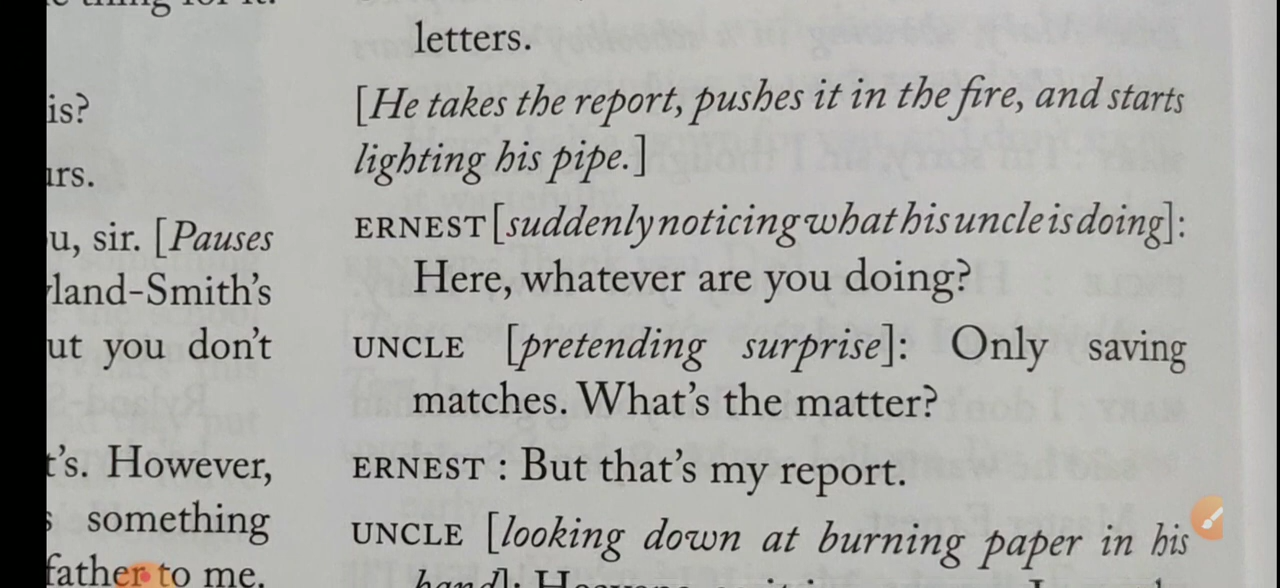 is?
sir. [Pauses
land-Smith's
you don't
However,
something
father to me.
letters.
[He takes the report, pushes it in the fire, and starts
lighting his pipe.]
ERNEST [suddenly noticing what his uncle is doing]:
Here, whatever are you doing?
UNCLE [pretending surprise]: Only saving
matches. What's the matter?
ERNEST : But that's my report.
UNCLE [looking down at burning paper in his
hand]: